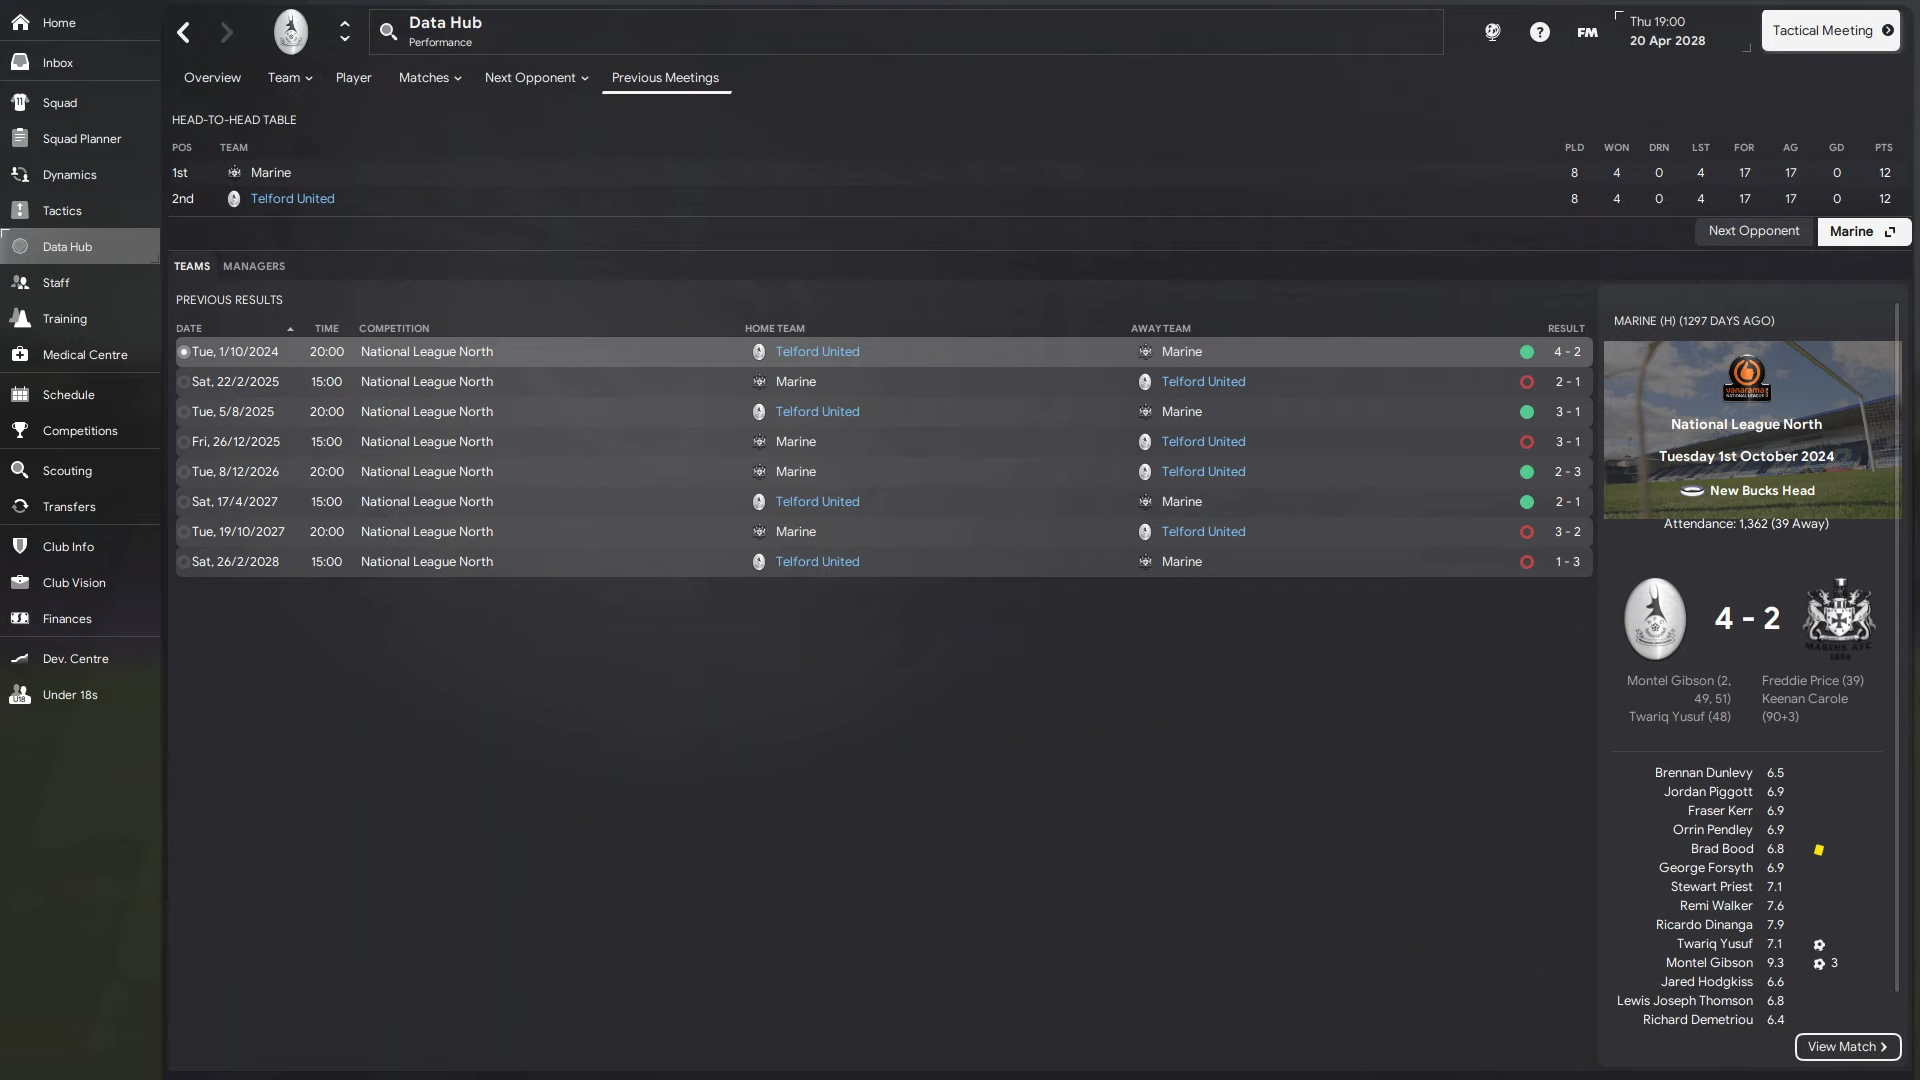 Home
Inbox
Squad
Squad Planner
Dynamics
Tactics
Data Hub
Staff
Training
Medical Centre
Schedule
Competitions
Scouting
Transfers
Club Info
Club Vision
Finances
Dev. Centre
U18 Under 18s
Data Hub
Performance
FM
Thu 19:00
20 Apr 2028
Tactical Meeting
Overview Team Player Matches Next Opponent Previous Meetings
HEAD-TO-HEAD TABLE
POS TEAM PLD WON DRN LST FOR AG GD PTS
1st Marine 8 4 0 4 17 17 0 12
2nd Telford United 8 4 0 4 17 17 0 12
Next Opponent Marine
TEAMS MANAGERS
PREVIOUS RESULTS
DATE TIME COMPETITION HOME TEAM AWAY TEAM RESULT
Tue, 1/10/2024 20:00 National League North Telford United Marine 4 - 2
Sat, 22/2/2025 15:00 National League North Marine Telford United 2 - 1
Tue, 5/8/2025 20:00 National League North Telford United Marine 3 - 1
Fri, 26/12/2025 15:00 National League North Marine Telford United 3 - 1
Tue, 8/12/2026 20:00 National League North Marine Telford United 2 - 3
Sat, 17/4/2027 15:00 National League North Telford United Marine 2 - 1
Tue, 19/10/2027 20:00 National League North Marine Telford United 3 - 2
Sat, 26/2/2028 15:00 National League North Telford United Marine 1 - 3
MARINE (H) (1297 DAYS AGO)
vanarama
NATIONAL LEAGUE
National League North
Tuesday 1st October 2024
New Bucks Head
Attendance: 1,362 (39 Away)
4 - 2
MARINE AFC
1894
Montel Gibson (2,
49, 51)
Twariq Yusuf (48)
Freddie Price (39)
Keenan Carole
(90+3)
Brennan Dunlevy 6.5
Jordan Piggott 6.9
Fraser Kerr 6.9
Orrin Pendley 6.9
Brad Bood 6.8
George Forsyth 6.9
Stewart Priest 7.1
Remi Walker 7.6
Ricardo Dinanga 7.9
Twariq Yusuf 7.1
Montel Gibson 9.3 3
Jared Hodgkiss 6.6
Lewis Joseph Thomson 6.8
Richard Demetriou 6.4
View Match